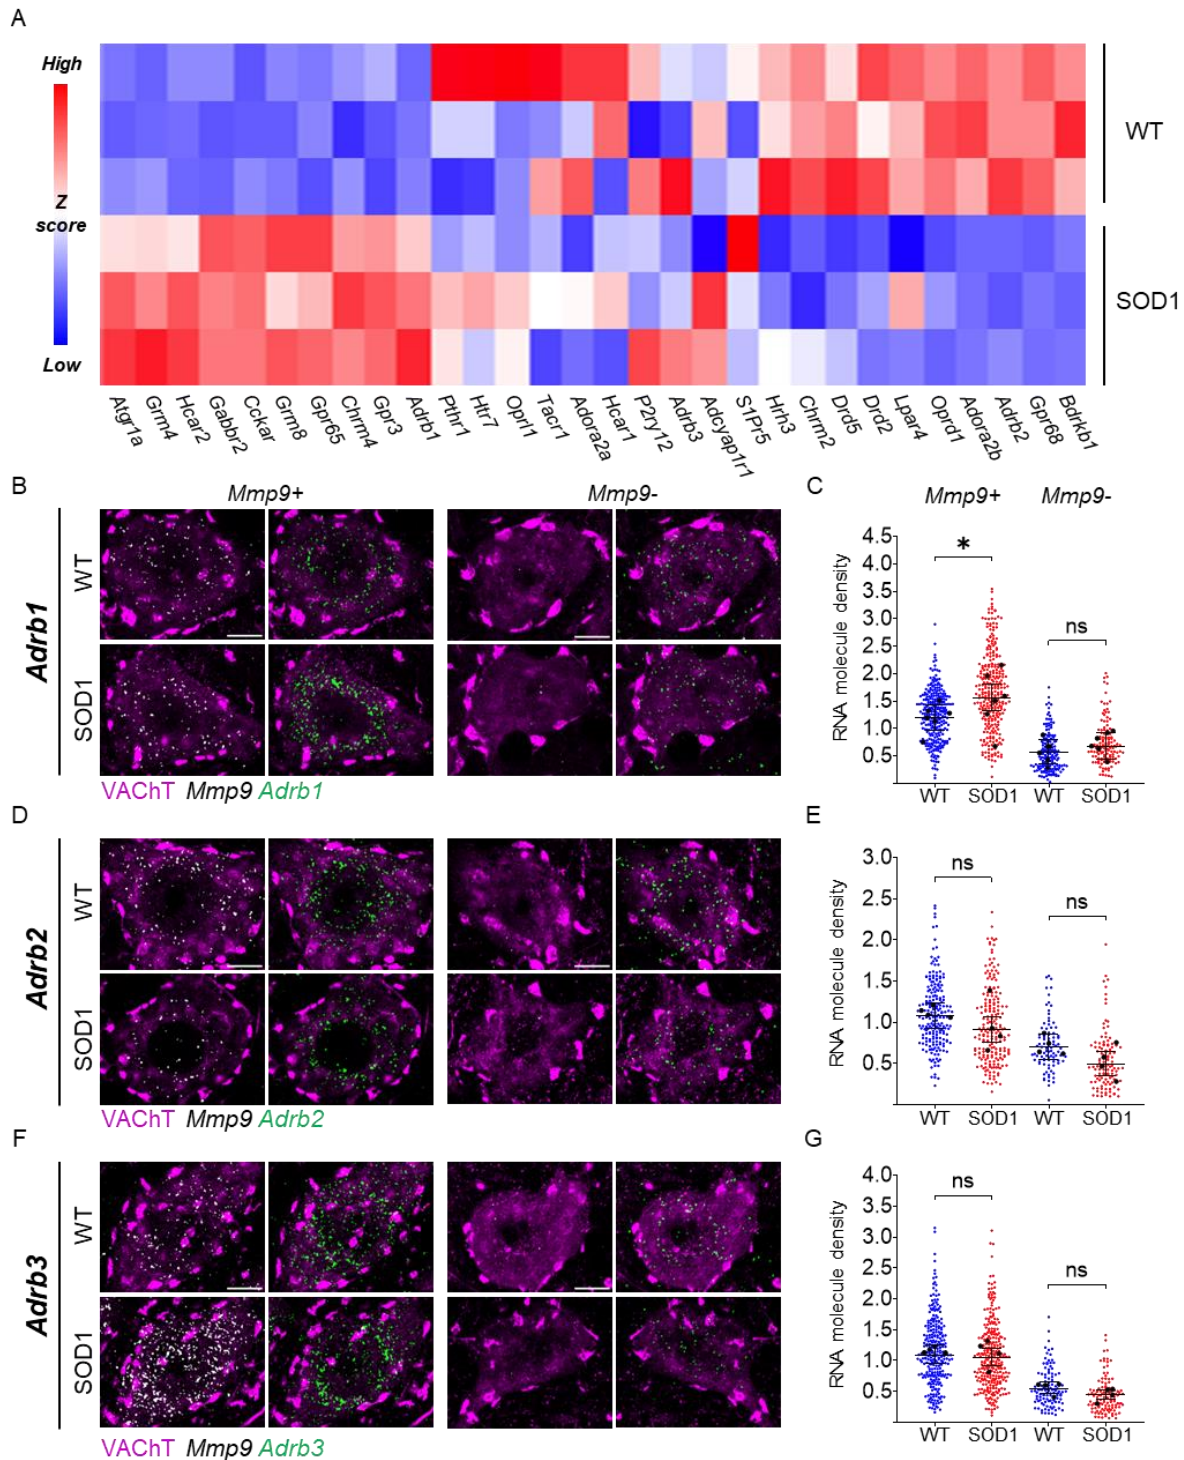 A
High
Z
score
Low
WT
SOD1
Atgr1a Grm4 Hcar2 Gabbr2 Cckar Grm8 Gpr65 Chrm4 Gpr3 Adrb1 Pthr1 Htr7 Oprl1 Tacr1 Adora2a Hcar1 P2ry12 Adrb3 Adcyap1r1 S1Pr5 Hrh3 Chrm2 Drd5 Drd2 Lpar4 Oprd1 Adora2b Adrb2 Gpr68 Bdrkb1
B
Mmp9+ Mmp9-
Adrb1
WT
SOD1
VAChT Mmp9 Adrb1
C
Mmp9+ Mmp9-
RNA molecule density
4.5
4.0
3.5
3.0
2.5
2.0
1.5
1.0
0.5
*
ns
WT SOD1 WT SOD1
D
Adrb2
WT
SOD1
VAChT Mmp9 Adrb2
E
RNA molecule density
3.0
2.5
2.0
1.5
1.0
0.5
ns
ns
WT SOD1 WT SOD1
F
Adrb3
WT
SOD1
VAChT Mmp9 Adrb3
G
RNA molecule density
4.0
3.5
3.0
2.5
2.0
1.5
1.0
0.5
ns
ns
WT SOD1 WT SOD1